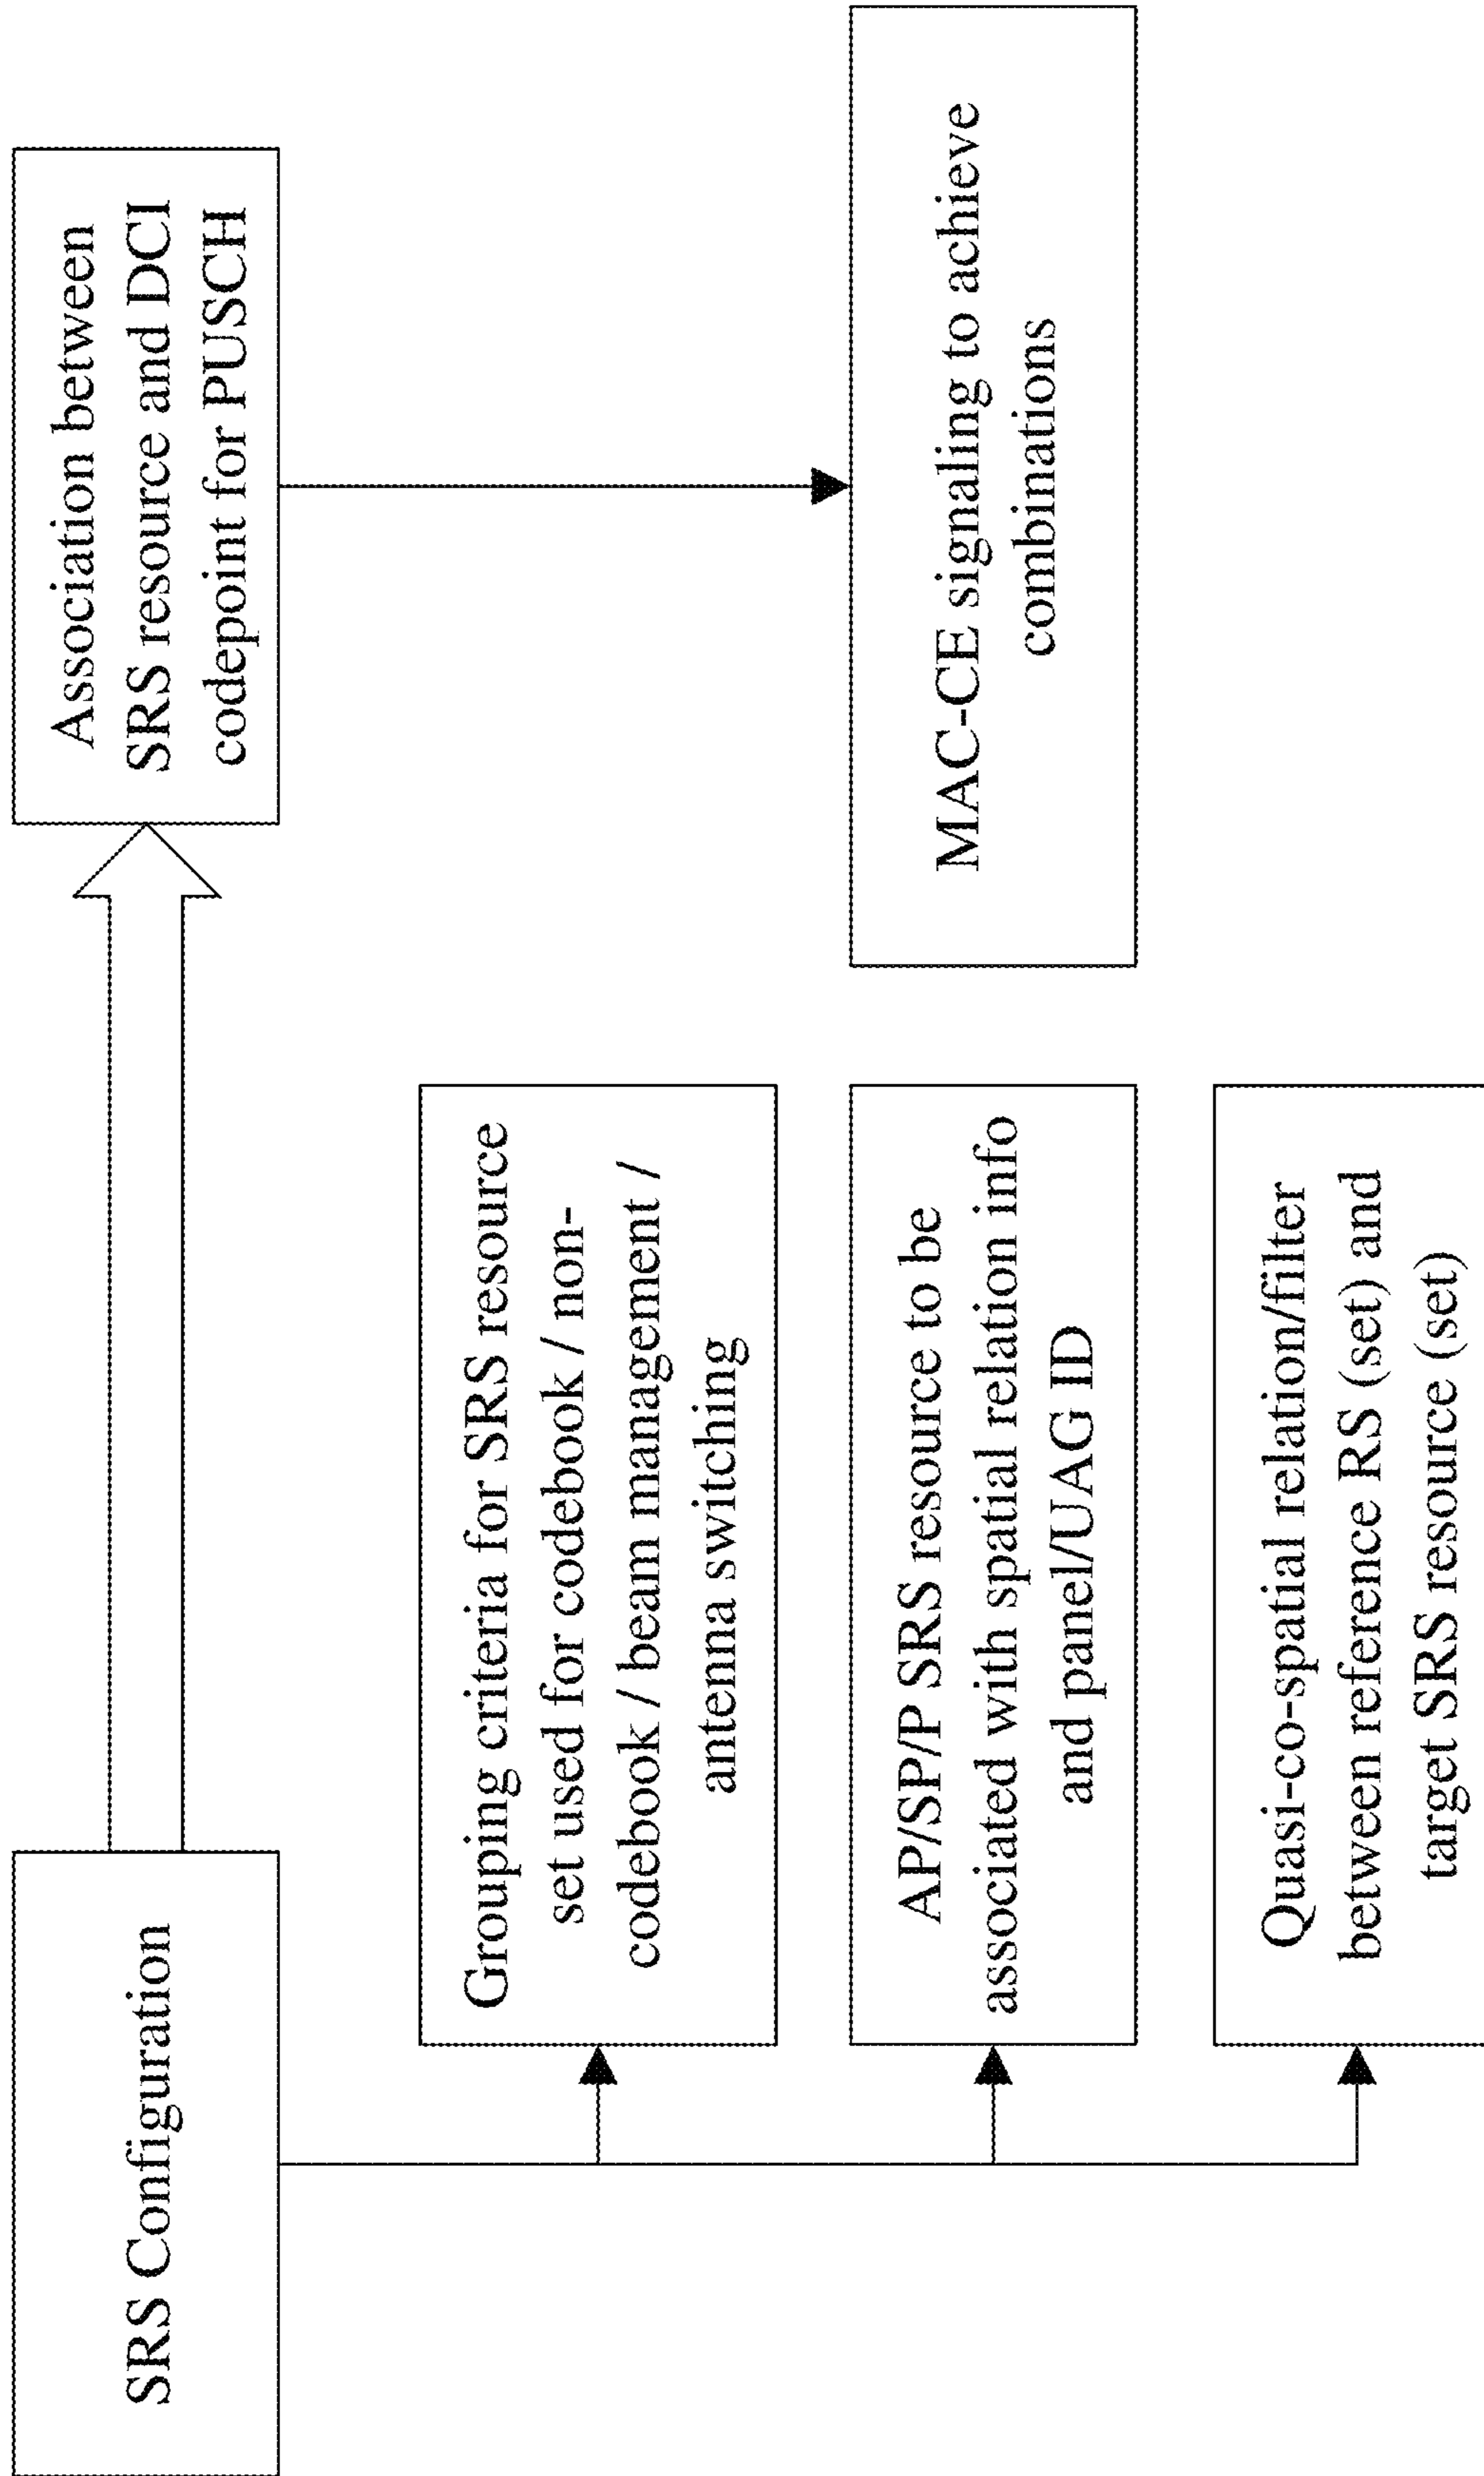 SRS Configuration
Association between
SRS resource and DCI
codepoint for PUSCH
Grouping criteria for SRS resource
set used for codebook / non-
codebook / beam management /
antenna switching
AP/SP/P SRS resource to be
associated with spatial relation info
and panel/UAG ID
Quasi-co-spatial relation/filter
between reference RS (set) and
target SRS resource (set)
MAC-CE signaling to achieve
combinations